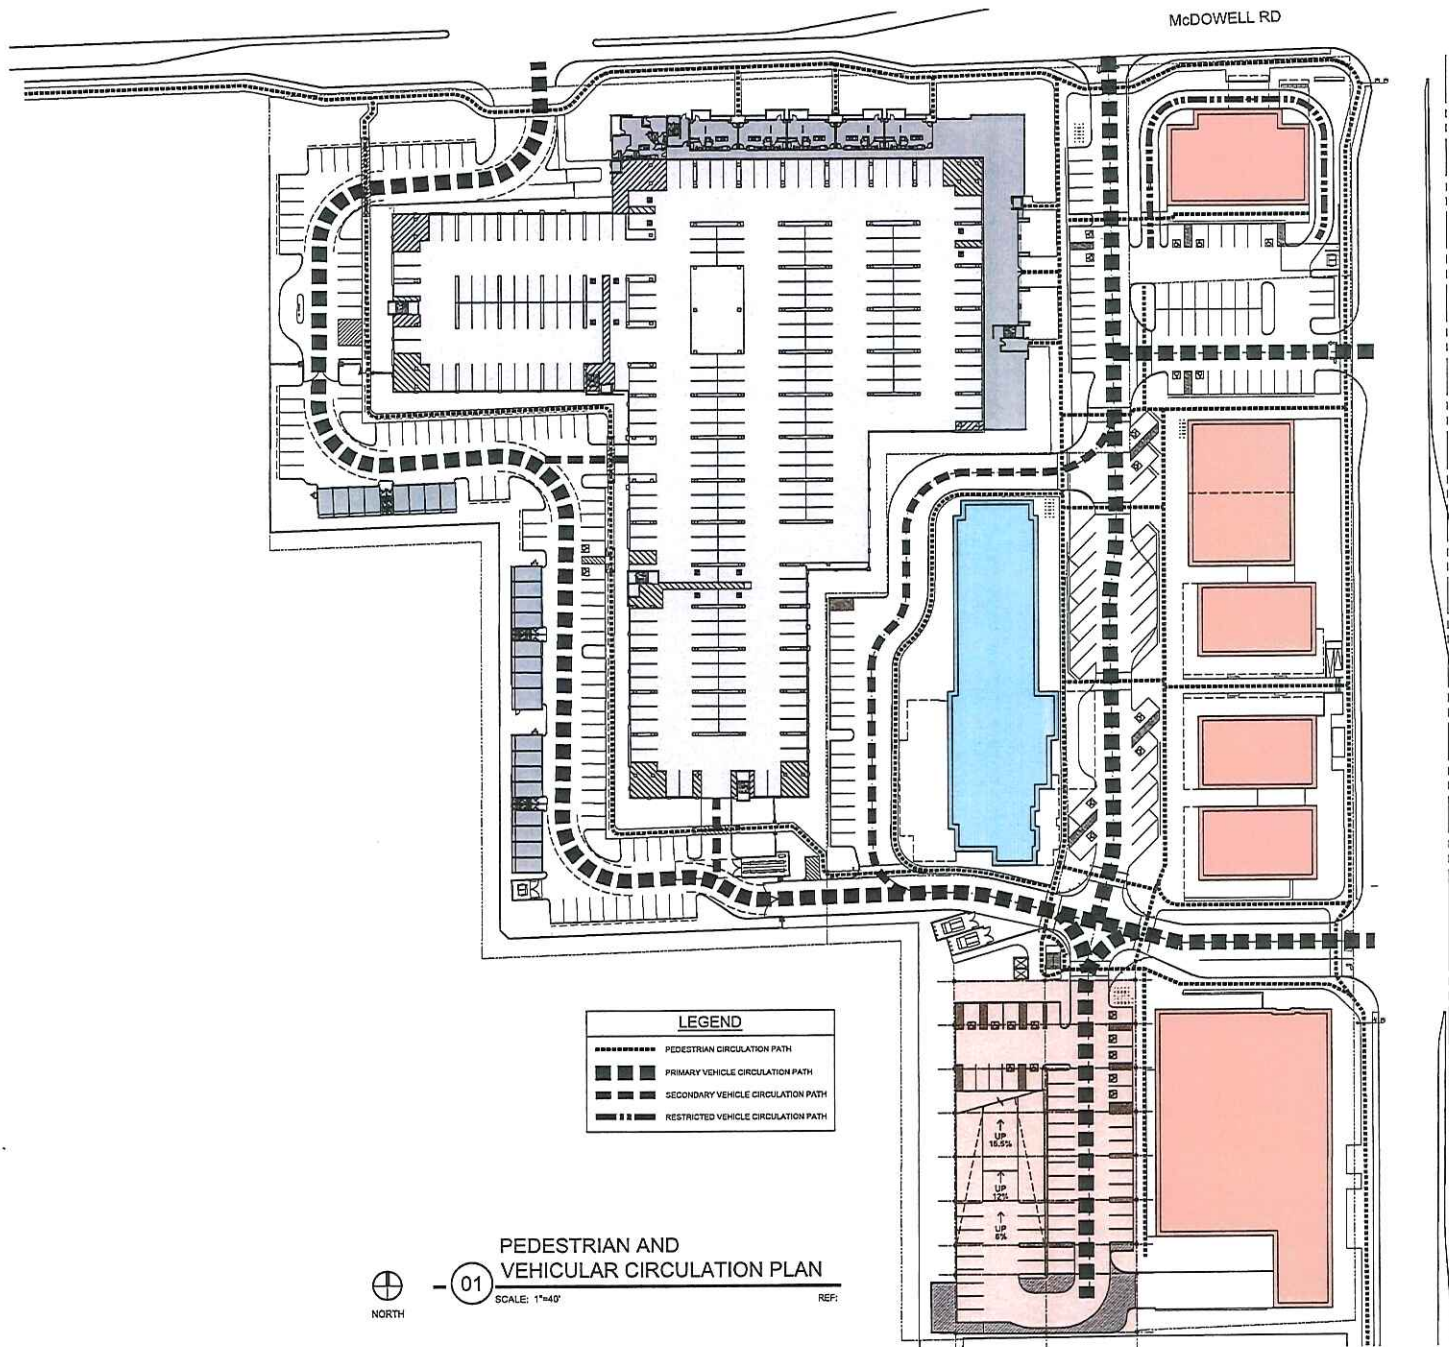 McDOWELL RD
LEGEND
PEDESTRIAN CIRCULATION PATH
PRIMARY VEHICLE CIRCULATION PATH
SECONDARY VEHICLE CIRCULATION PATH
RESTRICTED VEHICLE CIRCULATION PATH
UP
UP
12%
UP
6%
PEDESTRIAN AND
01 VEHICULAR CIRCULATION PLAN
SCALE: 1"=40' REF:
NORTH